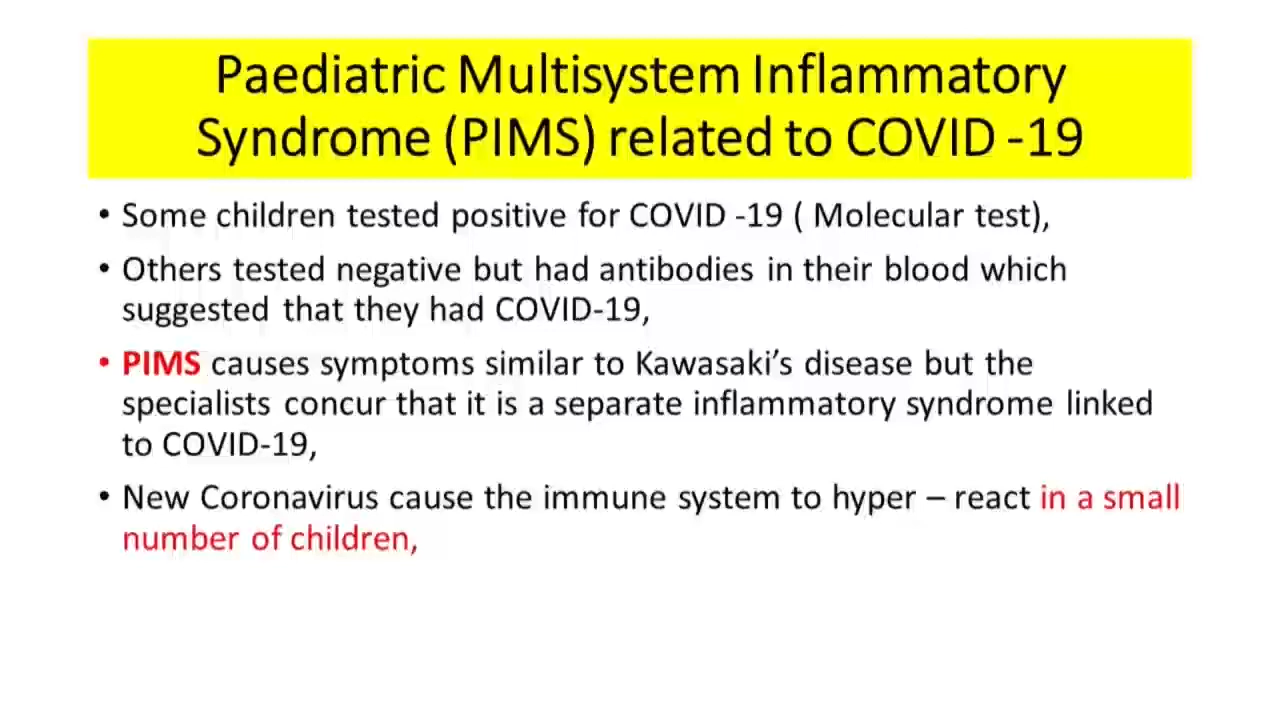 Paediatric Multisystem Inflammatory
Syndrome (PIMS) related to COVID -19
• Some children tested positive for COVID -19 ( Molecular test),
• Others tested negative but had antibodies in their blood which
suggested that they had COVID-19,
• PIMS causes symptoms similar to Kawasaki’s disease but the
specialists concur that it is a separate inflammatory syndrome linked
to COVID-19,
• New Coronavirus cause the immune system to hyper – react in a small
number of children,